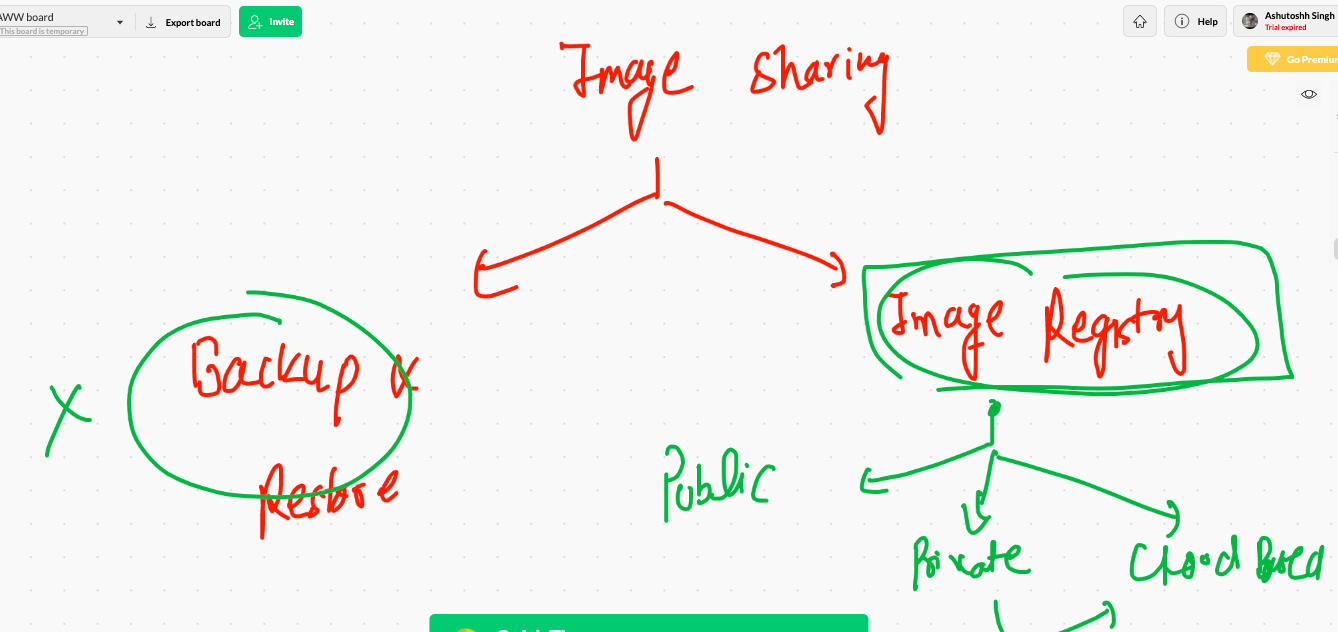 AWW board
This board is temporary
Export board
Invite
Help
Ashutoshh Singh
Trial expired
Go Premium
Image Sharing
Image Registry
Backup &
Restore
Public
Private
Cloud Based